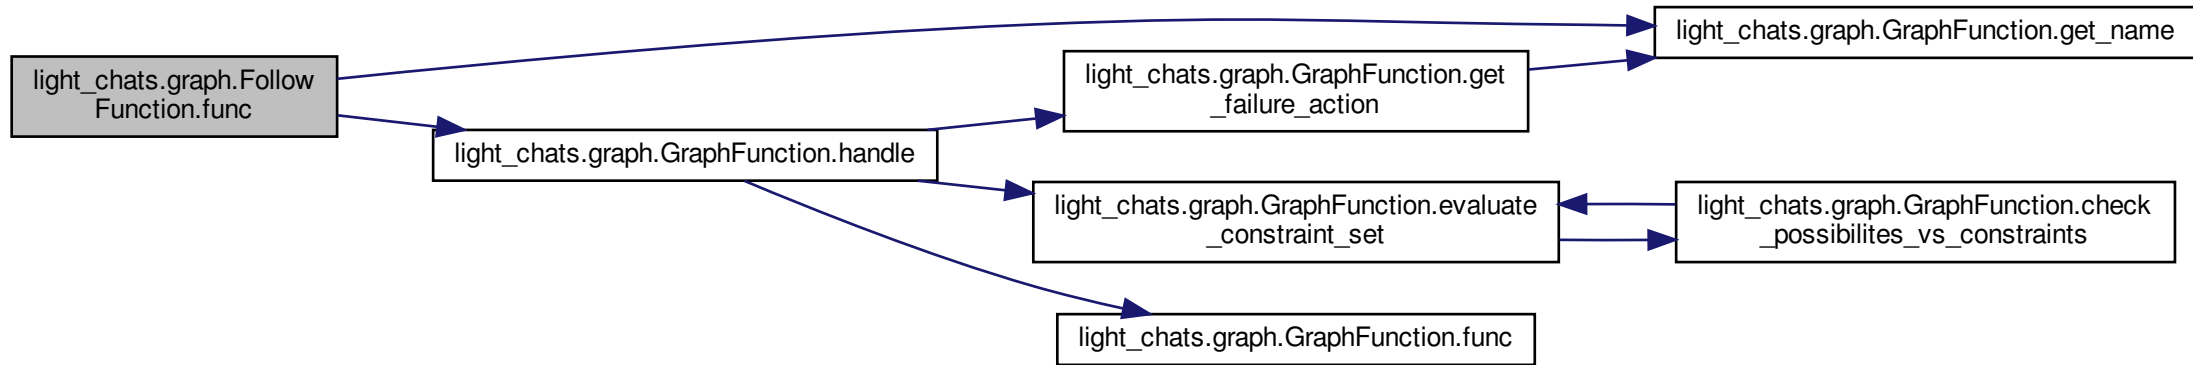 light_chats.graph.Follow
Function.func
light_chats.graph.GraphFunction.handle
light_chats.graph.GraphFunction.get
_failure_action
light_chats.graph.GraphFunction.get_name
light_chats.graph.GraphFunction.evaluate
_constraint_set
light_chats.graph.GraphFunction.check
_possibilites_vs_constraints
light_chats.graph.GraphFunction.func